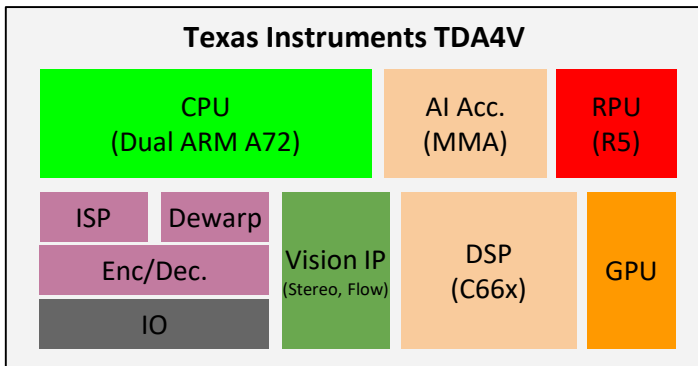 Texas Instruments TDA4V
CPU
(Dual ARM A72)
AI Acc.
(MMA)
RPU
(R5)
ISP
Dewarp
Enc/Dec.
IO
Vision IP
(Stereo, Flow)
DSP
(C66x)
GPU